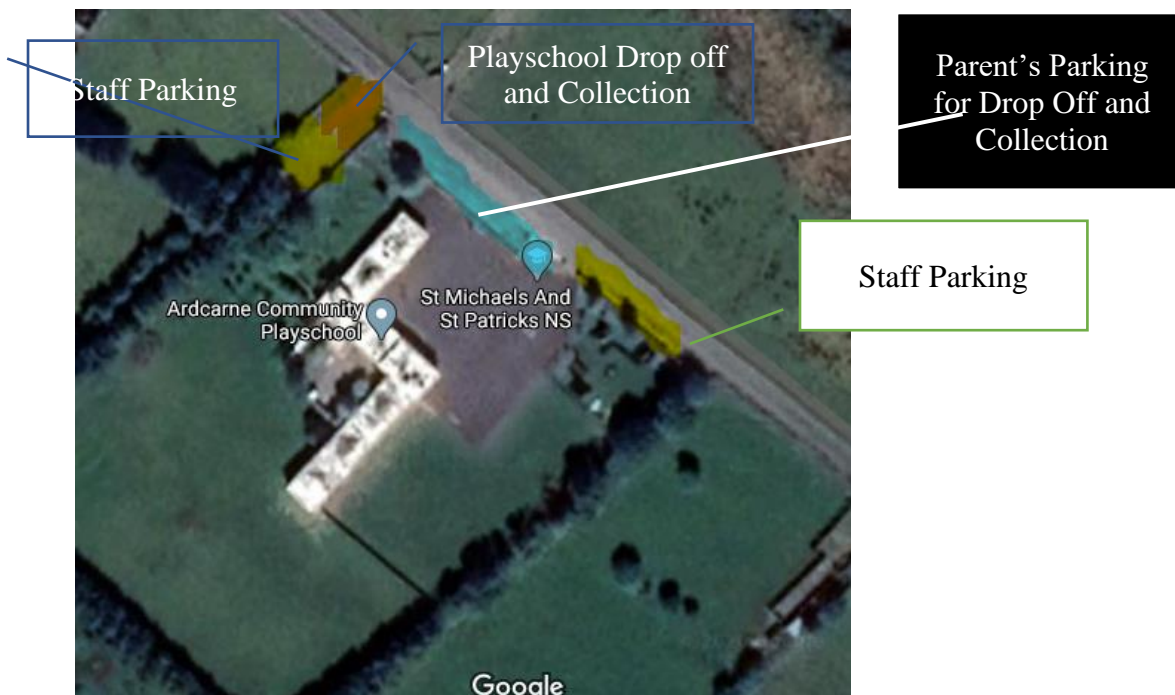 Staff Parking
Playschool Drop off
and Collection
Parent's Parking
for Drop Off and
Collection
Staff Parking
Ardcarne Community
Playschool
St Michaels And
St Patricks NS
Google